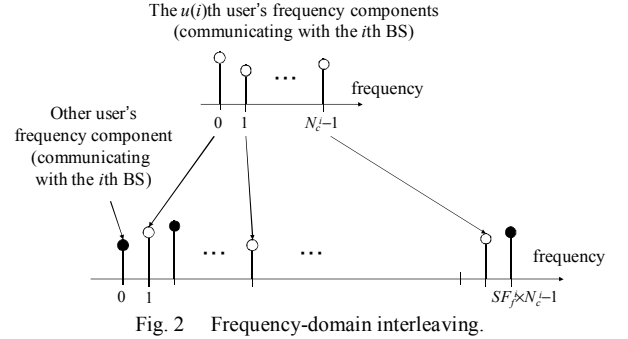 The u(i)th user's frequency components
(communicating with the ith BS)
...
frequency
0 1 N_c^i−1
Other user's
frequency component
(communicating
with the ith BS)
... ...
frequency
0 1 SF_f^i×N_c^i−1
Fig. 2 Frequency-domain interleaving.